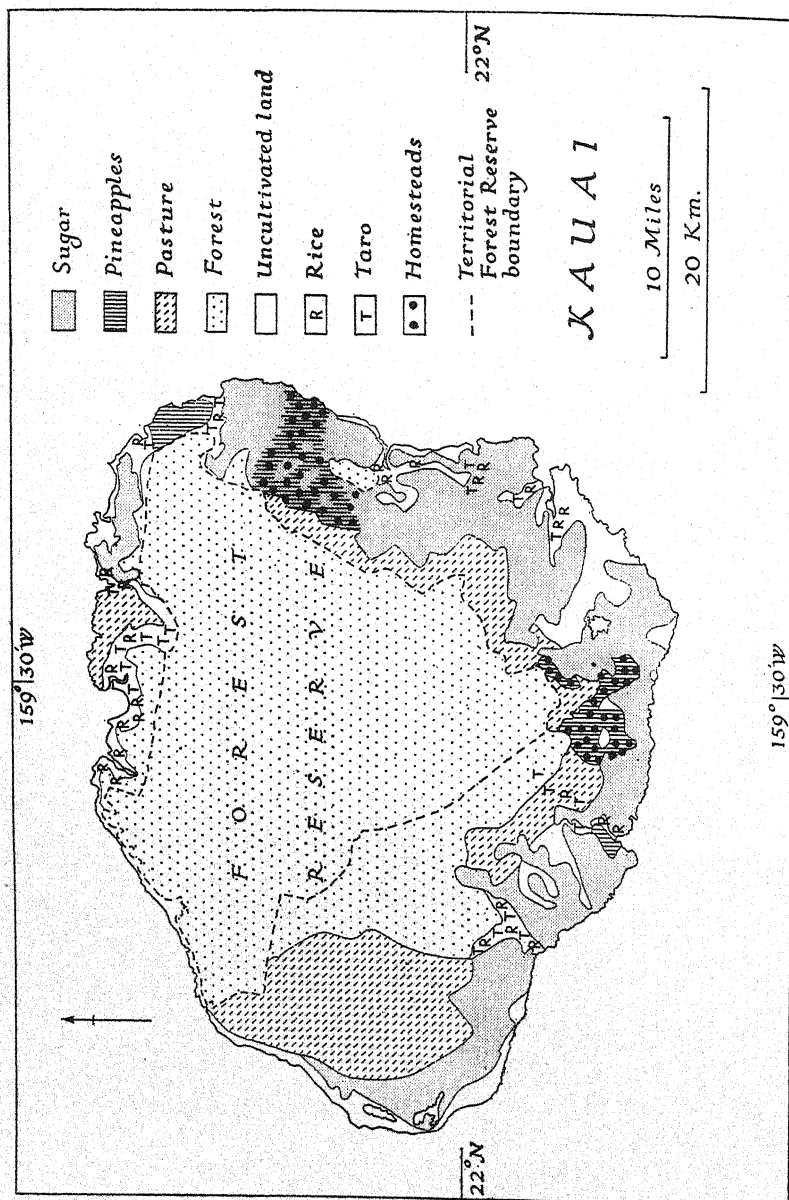 159°30'W
Sugar
Pineapples
Pasture
Forest
Uncultivated land
R Rice
T Taro
Homesteads
Territorial
Forest Reserve
boundary
22°N
22°N
KAUAI
10 Miles
20 Km.
FOREST
RESERVE
159°30'W